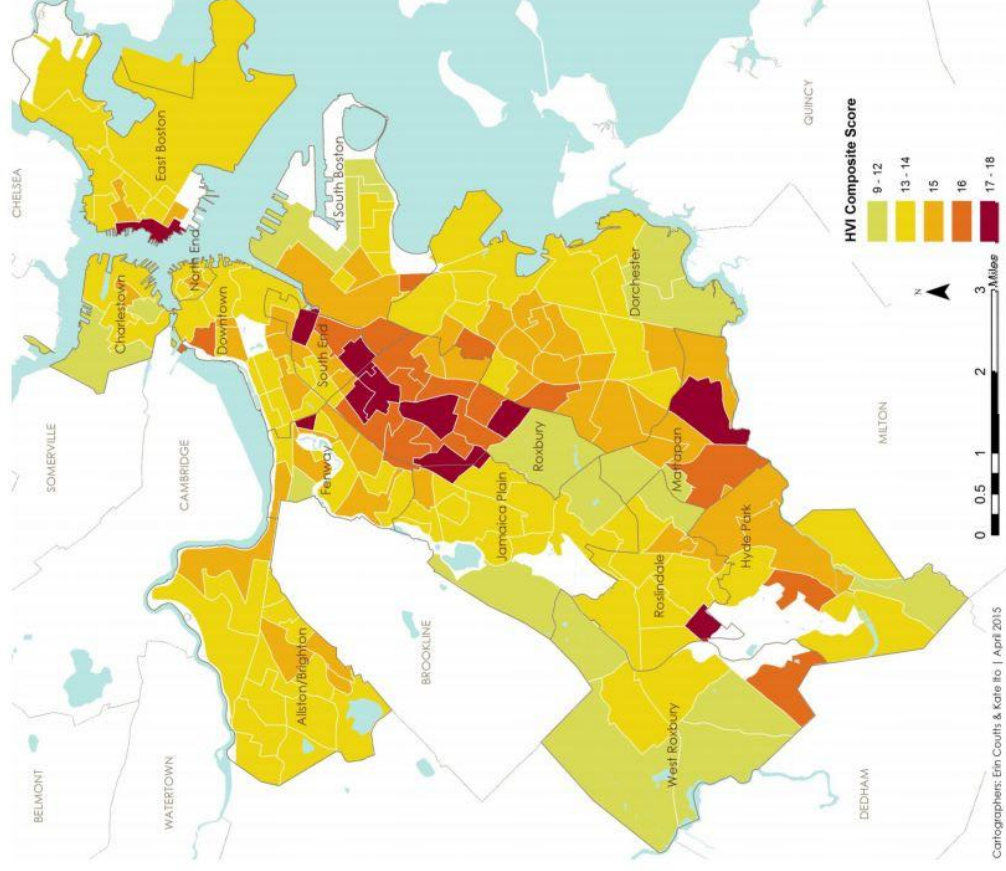 CHELSEA
SOMERVILLE
East Boston
Charlestown
North End
BELMONT
CAMBRIDGE
Downtown
WATERTOWN
South Boston
South End
Fenway
Allston/Brighton
BROOKLINE
Jamaica Plain
Roxbury
Dorchester
QUINCY
Mattapan
Roslindale
Hyde Park
West Roxbury
MILTON
DEDHAM
HVI Composite Score
9 - 12
13 - 14
15
16
17 - 18
N
0 0.5 1 2 3
Miles
Cartographers: Erin Coutts & Kate Ito | April 2015